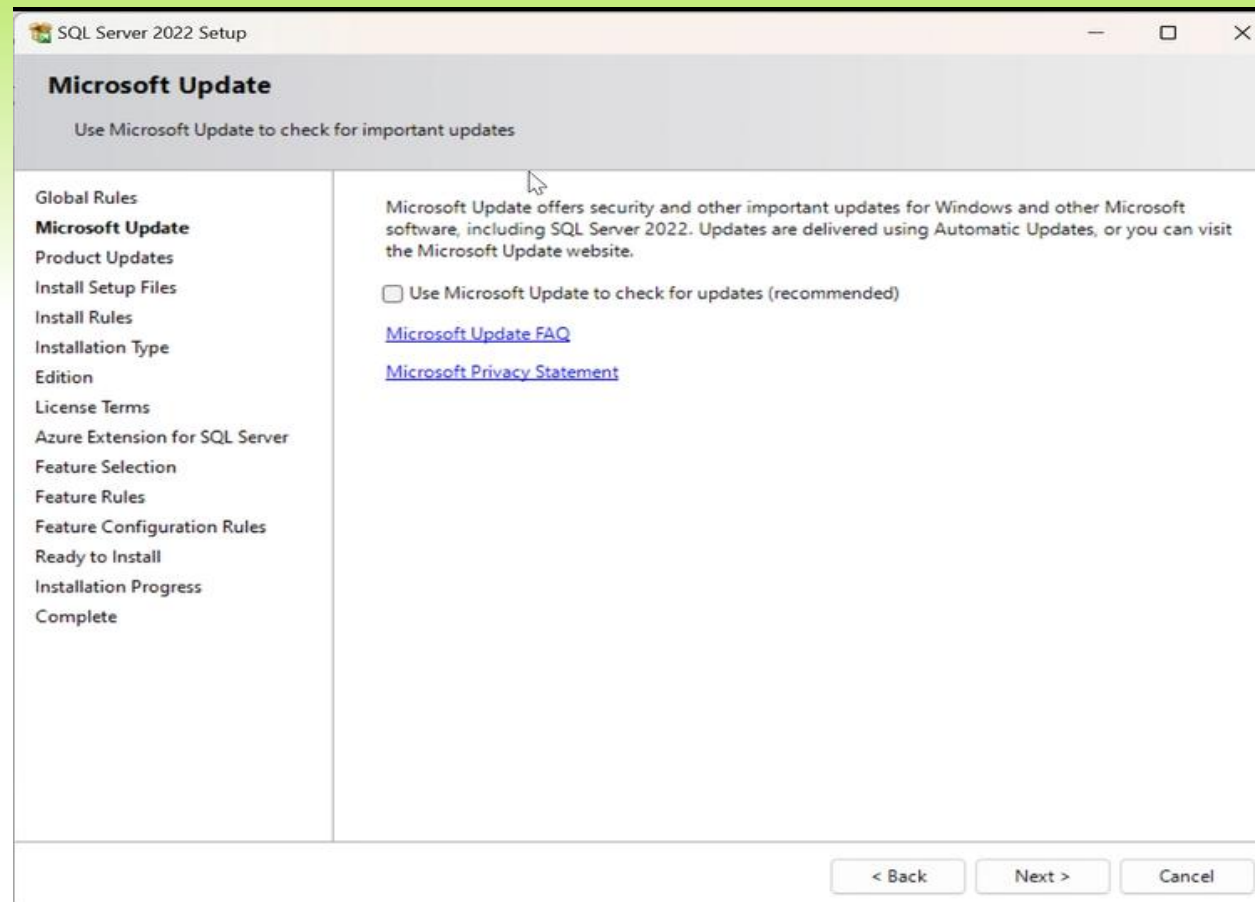 SQL Server 2022 Setup
Microsoft Update
Use Microsoft Update to check for important updates
Global Rules
Microsoft Update
Product Updates
Install Setup Files
Install Rules
Installation Type
Edition
License Terms
Azure Extension for SQL Server
Feature Selection
Feature Rules
Feature Configuration Rules
Ready to Install
Installation Progress
Complete
Microsoft Update offers security and other important updates for Windows and other Microsoft
software, including SQL Server 2022. Updates are delivered using Automatic Updates, or you can visit
the Microsoft Update website.
Use Microsoft Update to check for updates (recommended)
Microsoft Update FAQ
Microsoft Privacy Statement
< Back
Next >
Cancel